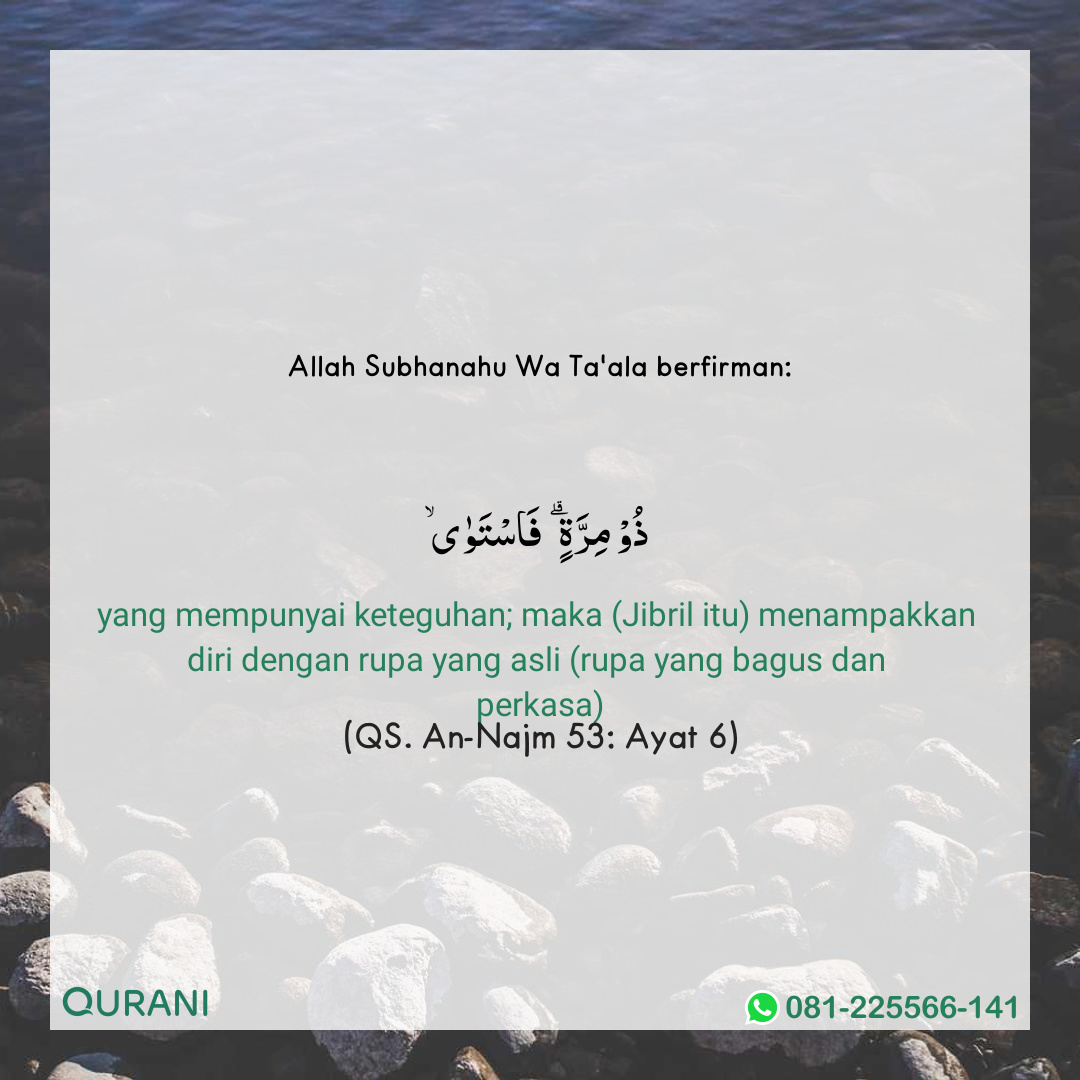 Allah Subhanahu Wa Ta'ala berfirman:
ذُوْ مِرَّةٍۗ فَاسْتَوٰىۙ
yang mempunyai keteguhan; maka (Jibril itu) menampakkan
diri dengan rupa yang asli (rupa yang bagus dan
perkasa)
(QS. An-Najm 53: Ayat 6)
QURANI
081-225566-141